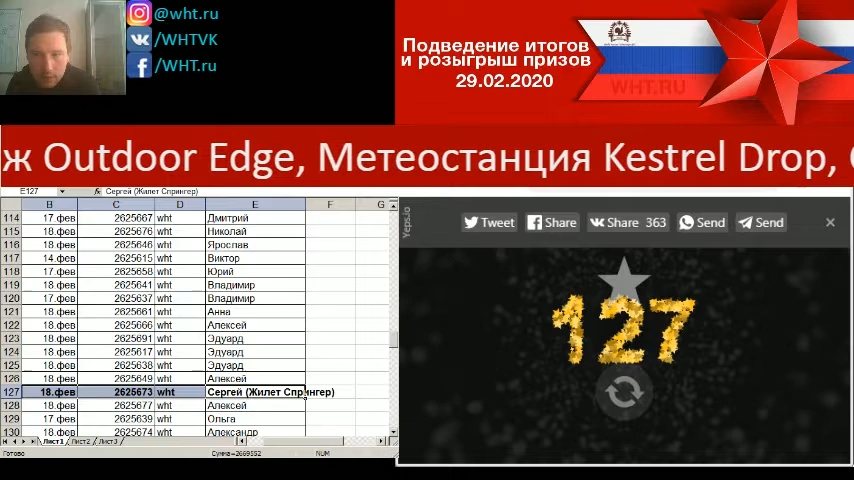 @wht.ru
/WHTVK
/WHT.ru
Подведение итогов
и розыгрыш призов
29.02.2020
WHT.RU
ж Outdoor Edge, Метеостанция Kestrel Drop,
E127 fx Сергей (Жилет Спрингер)
B C D E F G
114 17.фев 2625667 wht Дмитрий
115 18.фев 2625676 wht Николай
116 18.фев 2625646 wht Ярослав
117 14.фев 2625615 wht Виктор
118 17.фев 2625658 wht Юрий
119 18.фев 2625641 wht Владимир
120 17.фев 2625637 wht Владимир
121 18.фев 2625661 wht Анна
122 18.фев 2625666 wht Алексей
123 18.фев 2625691 wht Эдуард
124 18.фев 2625617 wht Эдуард
125 18.фев 2625638 wht Эдуард
126 18.фев 2625649 wht Алексей
127 18.фев 2625673 wht Сергей (Жилет Спрингер)
128 18.фев 2625677 wht Алексей
129 17.фев 2625639 wht Ольга
130 18.фев 2625674 wht Александр
Лист1 Лист2 Лист3
Готово Сумма=2669552 NUM
Yeps.io
Tweet Share Share 363 Send Send
127